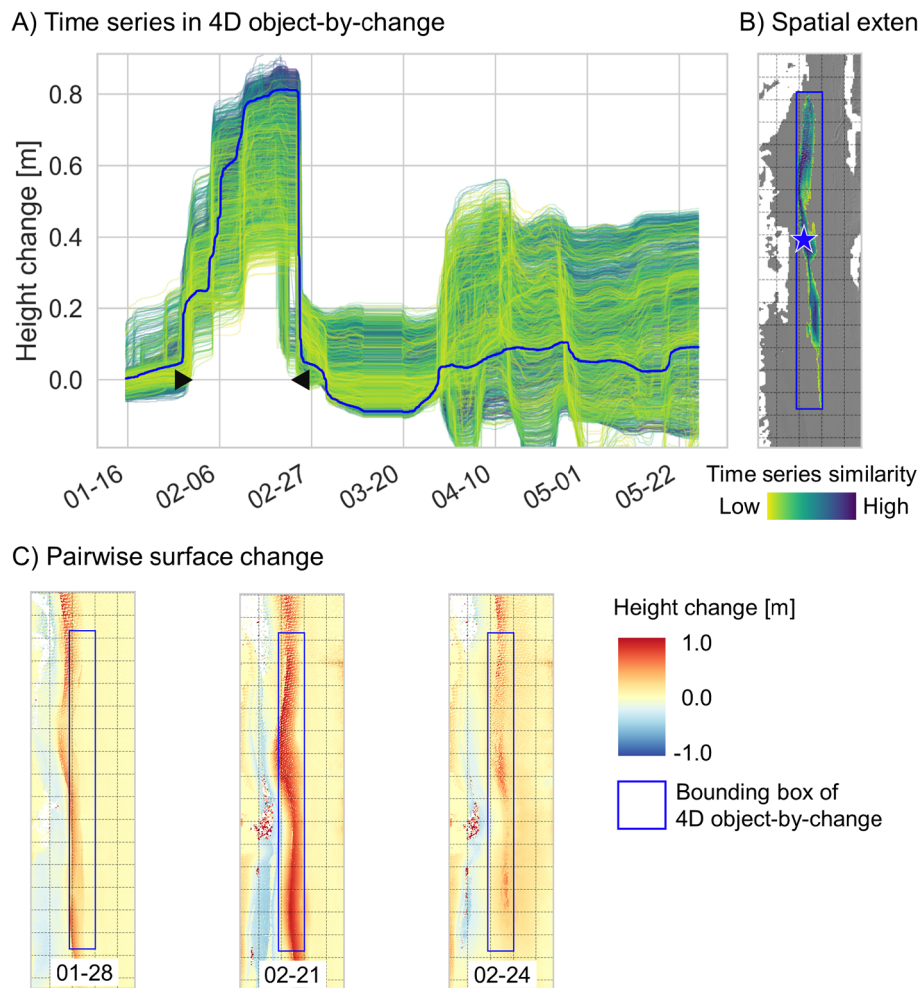 A) Time series in 4D object-by-change
B) Spatial exten
Height change [m]
0.8
0.6
0.4
0.2
0.0
01-16
02-06
02-27
03-20
04-10
05-01
05-22
Time series similarity
Low
High
C) Pairwise surface change
01-28
02-21
02-24
Height change [m]
1.0
0.0
-1.0
Bounding box of
4D object-by-change